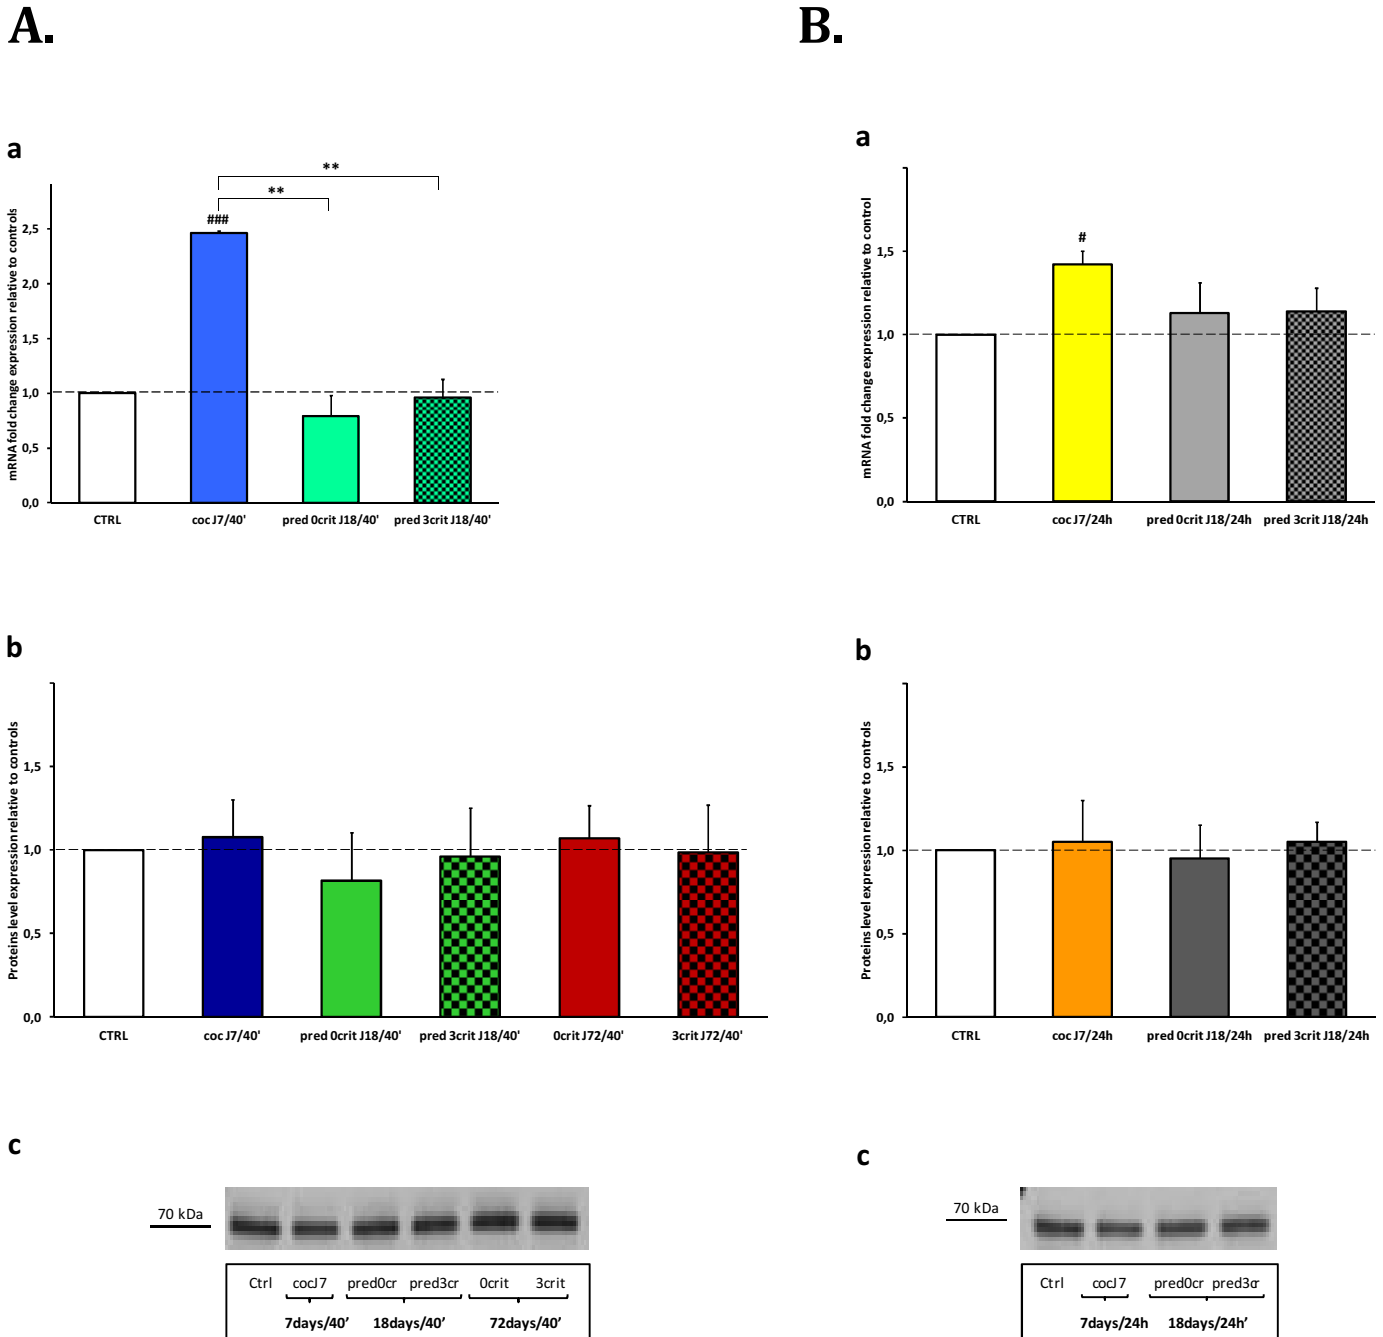 A.
B.
a
**
**
###
mRNA fold change expression relative to controls
2,5
2,0
1,5
1,0
0,5
0,0
CTRL coc J7/40' pred 0crit J18/40' pred 3crit J18/40'
a
#
mRNA fold change expression relative to control
1,5
1,0
0,5
0,0
CTRL coc J7/24h pred 0crit J18/24h pred 3crit J18/24h
b
Proteins level expression relative to controls
1,5
1,0
0,5
0,0
CTRL coc J7/40' pred 0crit J18/40' pred 3crit J18/40' 0crit J72/40' 3crit J72/40'
b
Proteins level expression relative to controls
1,5
1,0
0,5
0,0
CTRL coc J7/24h pred 0crit J18/24h pred 3crit J18/24h
c
70 kDa
Ctrl cocJ7 pred0cr pred3cr 0crit 3crit
7days/40’ 18days/40’ 72days/40’
c
70 kDa
Ctrl cocJ7 pred0cr pred3cr
7days/24h 18days/24h’